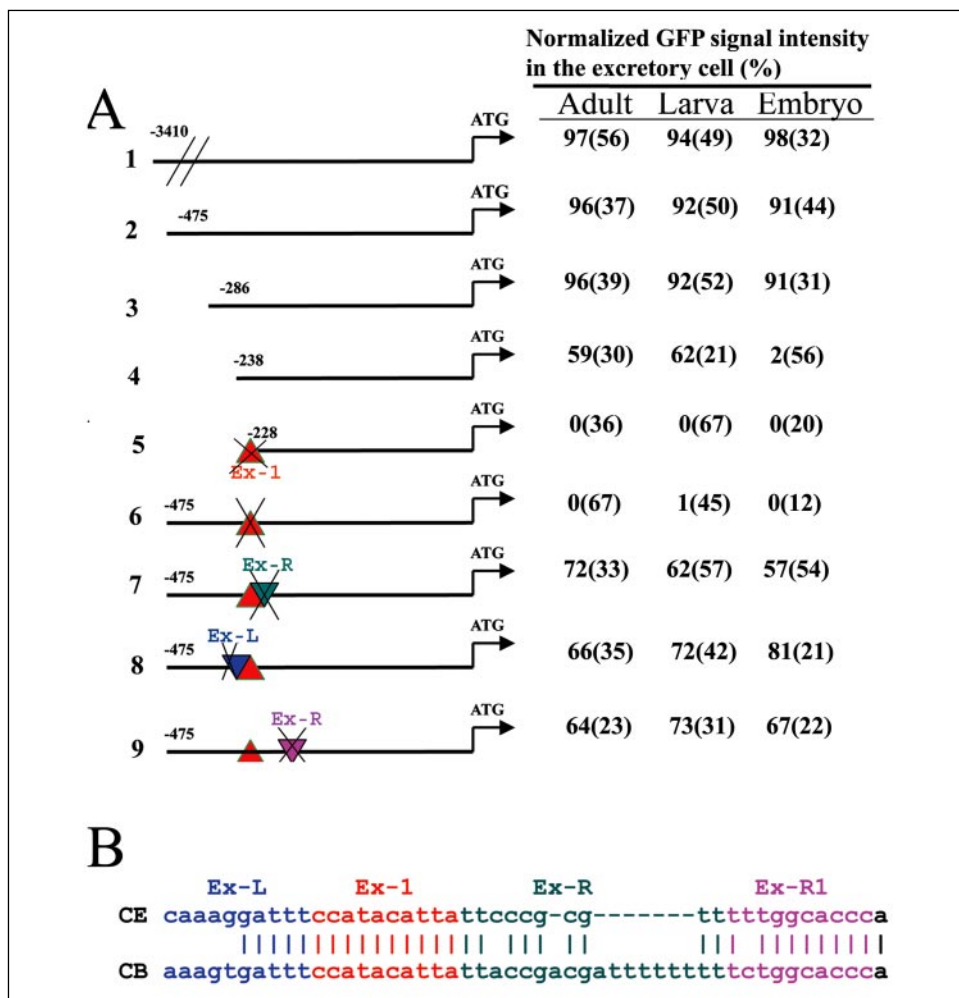 Normalized GFP signal intensity
in the excretory cell (%)
A
Adult Larva Embryo
1 -3410 ATG 97(56) 94(49) 98(32)
2 -475 ATG 96(37) 92(50) 91(44)
3 -286 ATG 96(39) 92(52) 91(31)
4 -238 ATG 59(30) 62(21) 2(56)
5 -228 ATG 0(36) 0(67) 0(20)
Ex-1
6 -475 ATG 0(67) 1(45) 0(12)
Ex-R
7 -475 ATG 72(33) 62(57) 57(54)
Ex-L
8 -475 ATG 66(35) 72(42) 81(21)
Ex-R
9 -475 ATG 64(23) 73(31) 67(22)
B
Ex-L Ex-1 Ex-R Ex-R1
CE caaaggatttccatacattattcccg-cg-------tttttggcaccca
CB aaagtgatttccatacattattaccgacgatttttttttctggcaccca